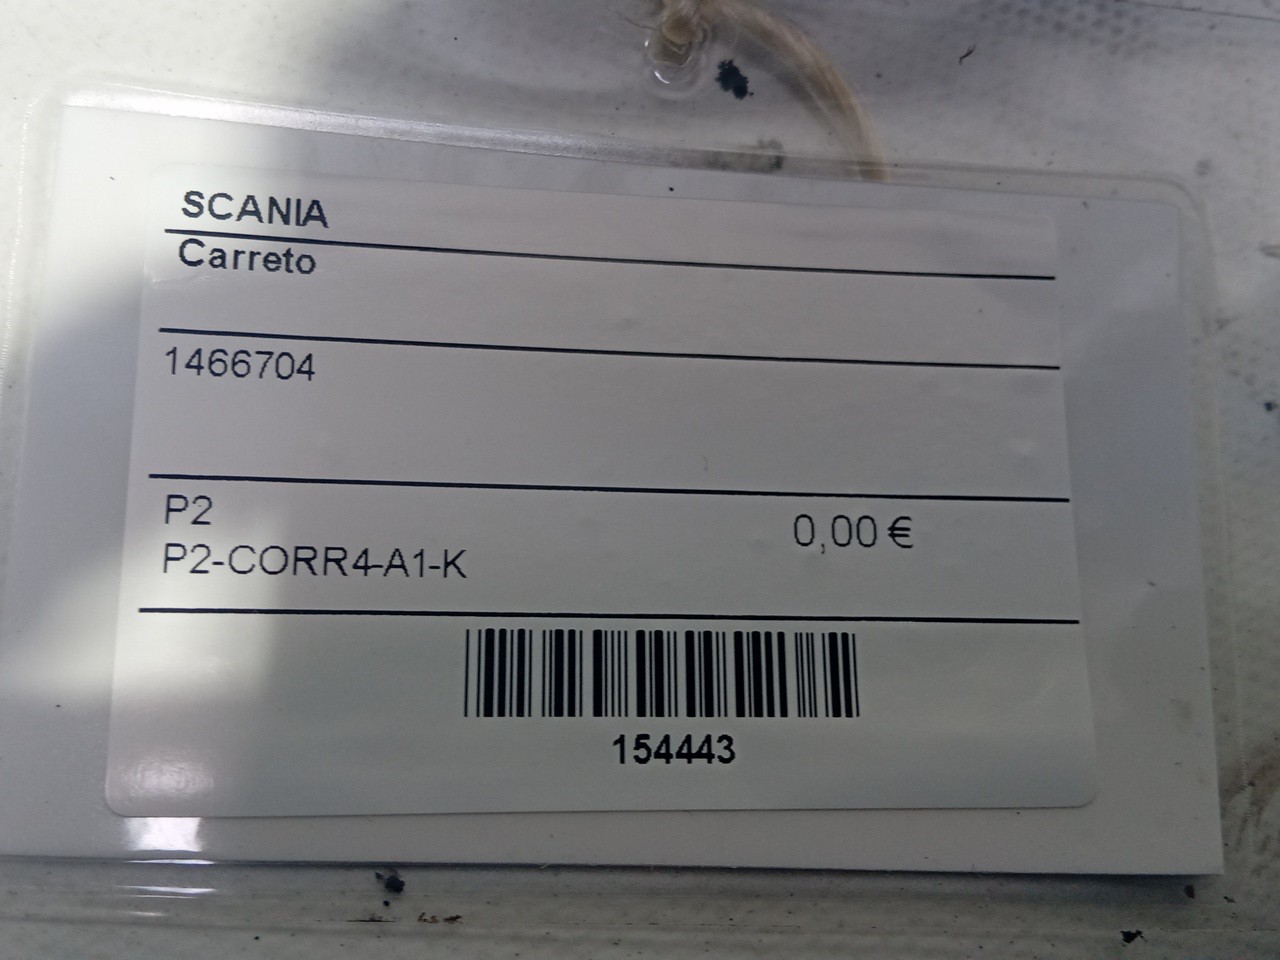 SCANIA
Carreto
1466704
P2
0,00 €
P2-CORR4-A1-K
154443